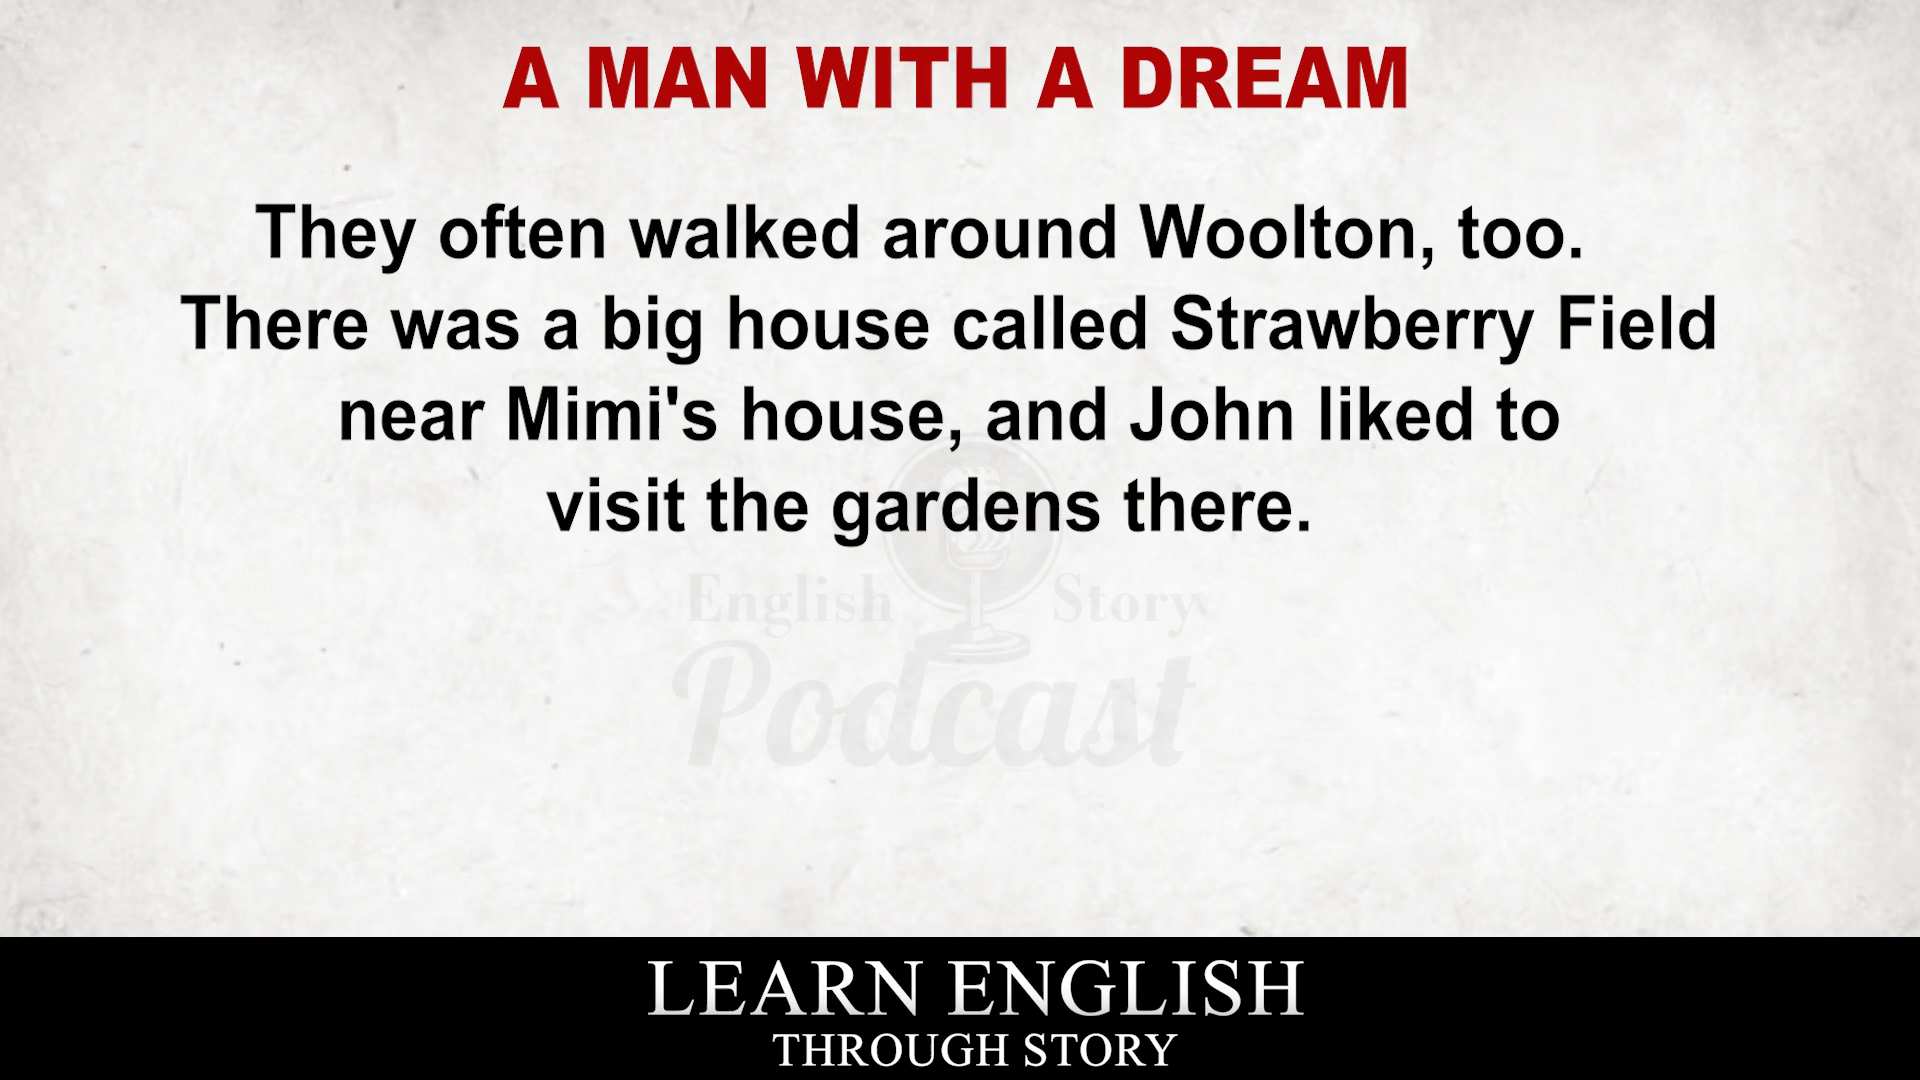 A MAN WITH A DREAM
They often walked around Woolton, too.
There was a big house called Strawberry Field
near Mimi's house, and John liked to
visit the gardens there.
English Story
Podcast
LEARN ENGLISH
THROUGH STORY